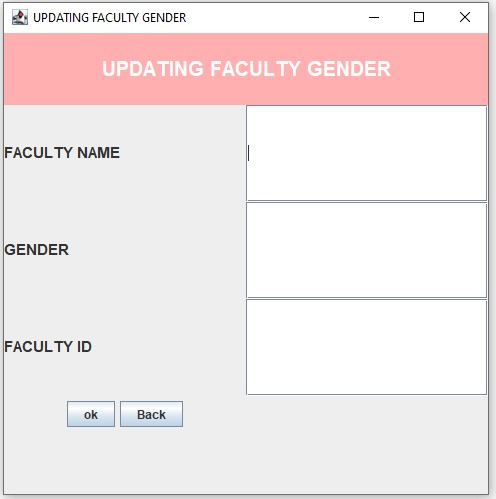 UPDATING FACULTY GENDER
UPDATING FACULTY GENDER
FACULTY NAME
GENDER
FACULTY ID
ok Back